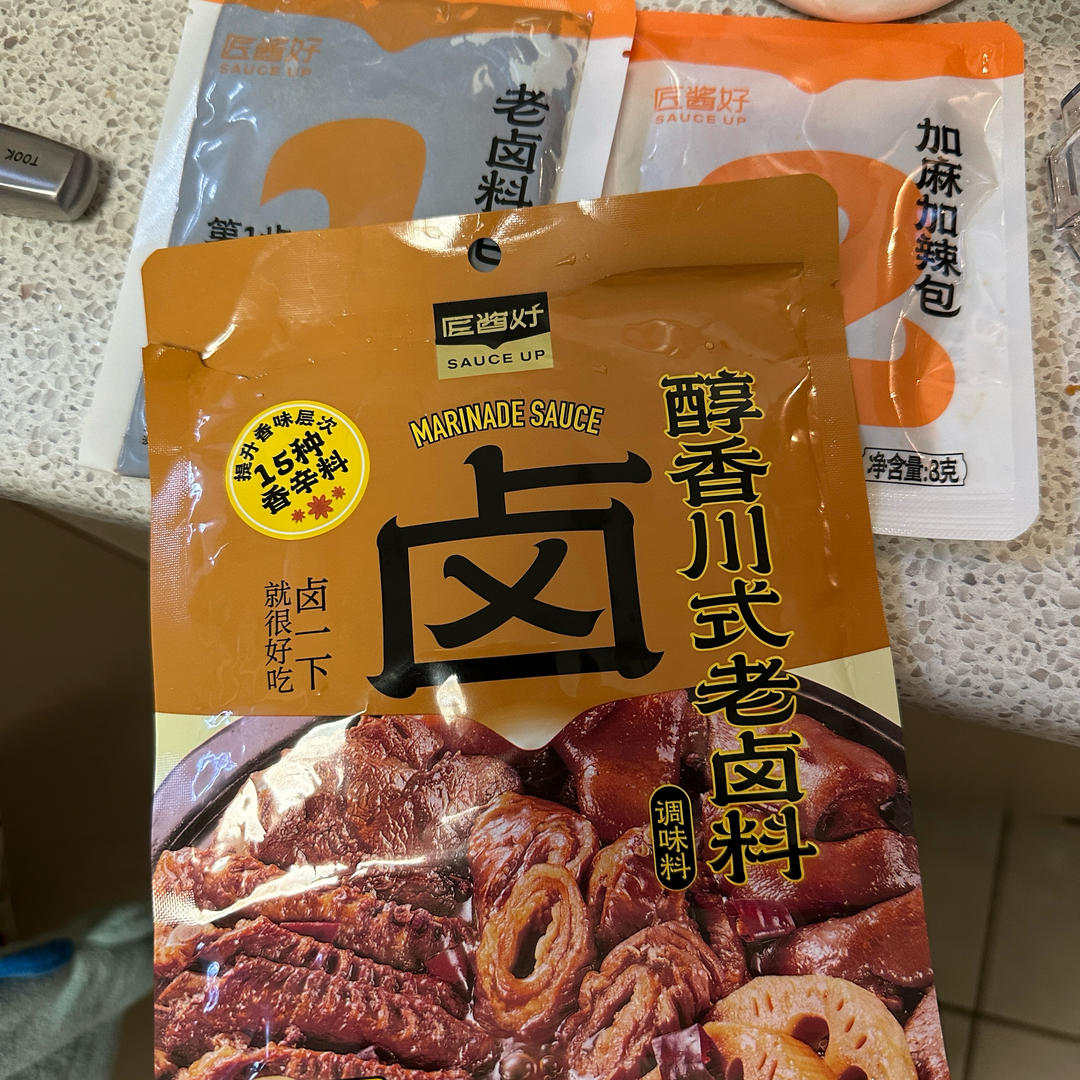 匠酱好
SAUCE UP
老卤料
第1
匠酱好
SAUCE UP
加麻加辣包
2
净含量:8克
TOOK
匠酱好
SAUCE UP
MARINADE SAUCE
卤
醇香川式老卤料
调味料
提升香味层次
15种
香辛料
卤一下
就很好吃